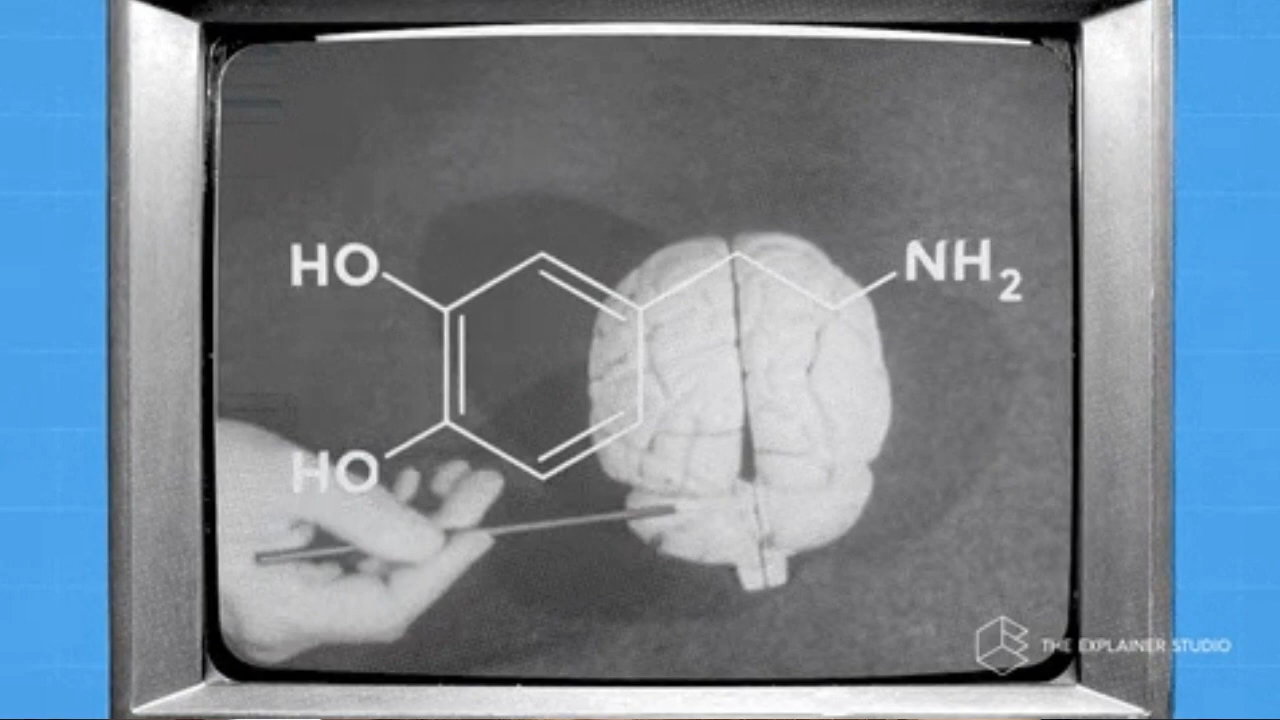 HO
NH₂
HO
THE EXPLAINER STUDIO